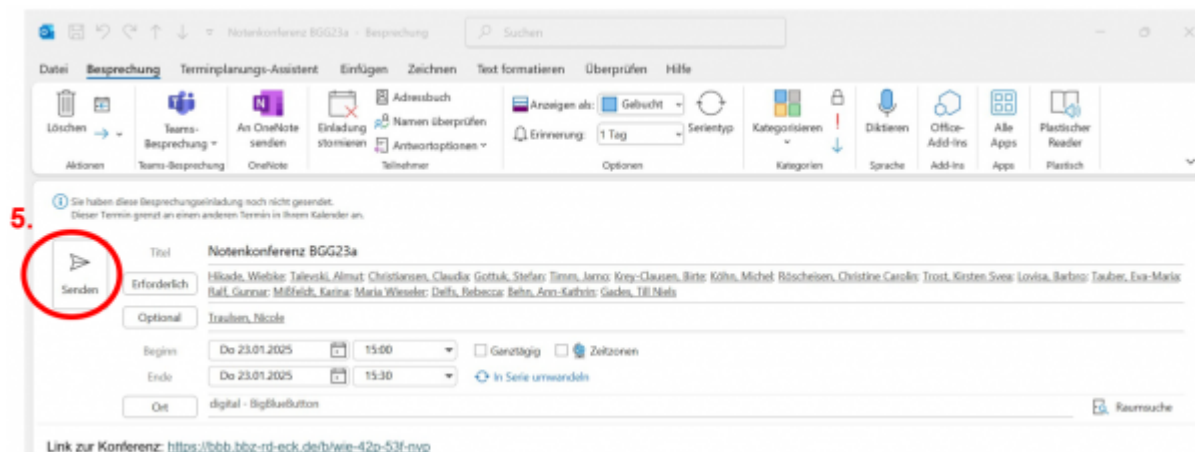 Notenkonferenz BGG23a - Besprechung
Suchen
Datei Besprechung Terminplanungs-Assistent Einfügen Zeichnen Text formatieren Überprüfen Hilfe
Löschen
Teams-Besprechung
An OneNote senden
Einladung stornieren
Adressbuch
Namen überprüfen
Antwortoptionen
Anzeigen als: Gebucht
Erinnerung: 1 Tag
Serientyp
Kategorisieren
Diktieren
Office-Add-Ins
Alle Apps
Plastischer Reader
Aktionen Teams-Besprechung OneNote Teilnehmer Optionen Kategorien Sprache Add-Ins Apps Plastisch
Sie haben diese Besprechungseinladung noch nicht gesendet.
Dieser Termin grenzt an einen anderen Termin in Ihrem Kalender an.
5.
Senden
Titel Notenkonferenz BGG23a
Erforderlich Hikade, Wiebke; Talevski, Almut; Christiansen, Claudia; Gottuk, Stefan; Timm, Jarno; Krey-Clausen, Birte; Köhn, Michel; Röscheisen, Christine Carolin; Trost, Kirsten Svea; Lovisa, Barbro; Tauber, Eva-Maria;
Ralf, Gunnar; Mißfeldt, Karina; Maria Wieseler; Delfs, Rebecca; Behn, Ann-Kathrin; Gades, Till Niels
Optional Traulsen, Nicole
Beginn Do 23.01.2025 15:00 Ganztägig Zeitzonen
Ende Do 23.01.2025 15:30 In Serie umwandeln
Ort digital - BigBlueButton Raumsuche
Link zur Konferenz: https://bbb.bbz-rd-eck.de/b/wie-42p-53f-nvp